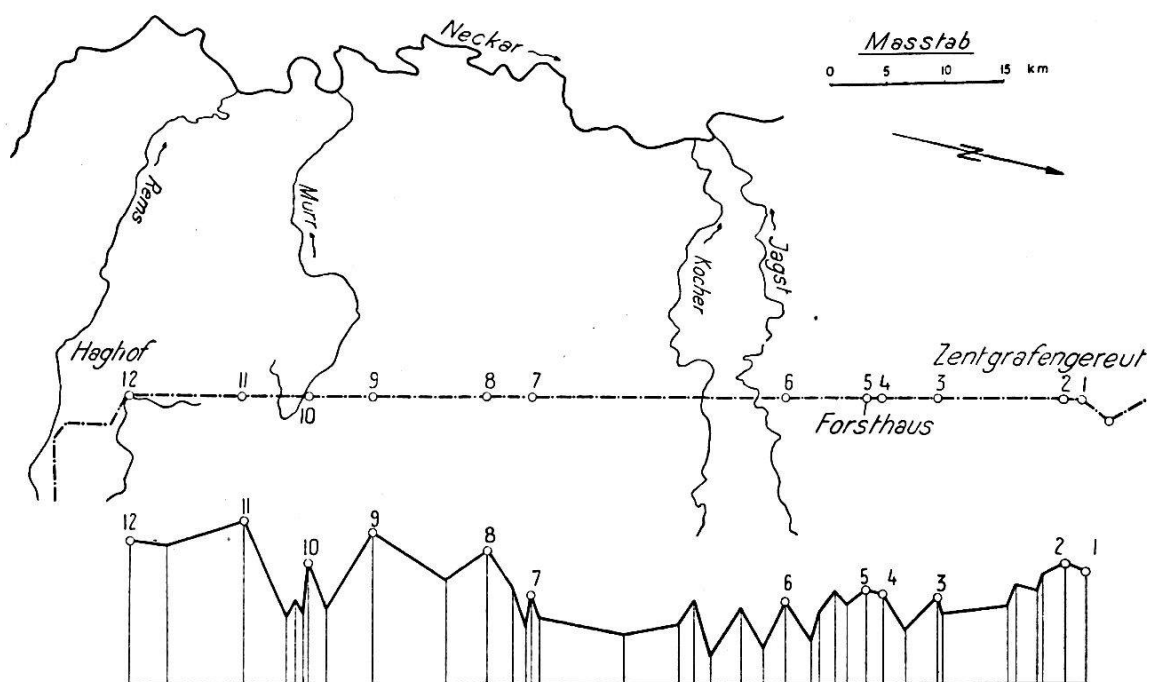 Neckar
Masstab
0 5 10 15 km
N
Rems
Murr
Kocher
Jagst
Haghof
Zentgrafengereut
12 11 10 9 8 7 6 5 4 3 2 1
Forsthaus
12 11 10 9 8 7 6 5 4 3 2 1